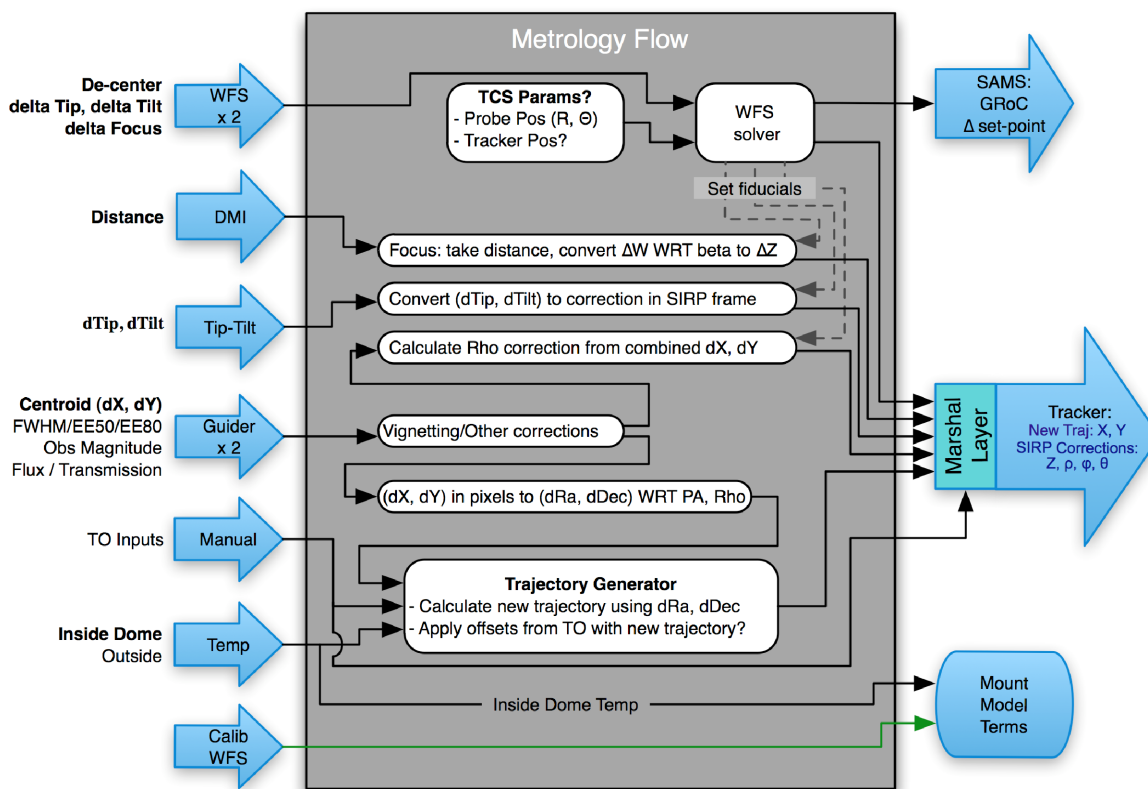 Metrology Flow
De-center
delta Tip, delta Tilt
delta Focus
WFS
x 2
TCS Params?
- Probe Pos (R, Θ)
- Tracker Pos?
WFS
solver
SAMS:
GRoC
Δ set-point
Set fiducials
Distance
DMI
Focus: take distance, convert ΔW WRT beta to ΔZ
dTip, dTilt
Tip-Tilt
Convert (dTip, dTilt) to correction in SIRP frame
Calculate Rho correction from combined dX, dY
Centroid (dX, dY)
FWHM/EE50/EE80
Obs Magnitude
Flux / Transmission
Guider
x 2
Vignetting/Other corrections
(dX, dY) in pixels to (dRa, dDec) WRT PA, Rho
Marshal
Layer
Tracker:
New Traj: X, Y
SIRP Corrections:
Z, ρ, φ, θ
TO Inputs
Manual
Trajectory Generator
- Calculate new trajectory using dRa, dDec
- Apply offsets from TO with new trajectory?
Inside Dome
Outside
Temp
Inside Dome Temp
Mount
Model
Terms
Calib
WFS